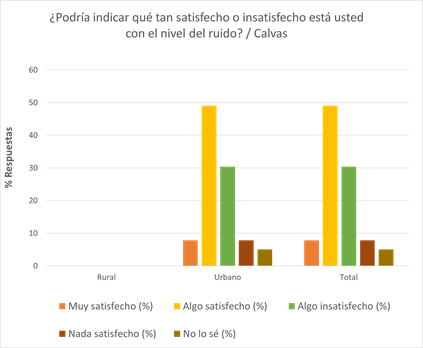 ¿Podría indicar qué tan satisfecho o insatisfecho está usted
con el nivel del ruido? / Calvas
% Respuestas
60
50
40
30
20
10
0
Rural Urbano Total
Muy satisfecho (%) Algo satisfecho (%) Algo insatisfecho (%)
Nada satisfecho (%) No lo sé (%)